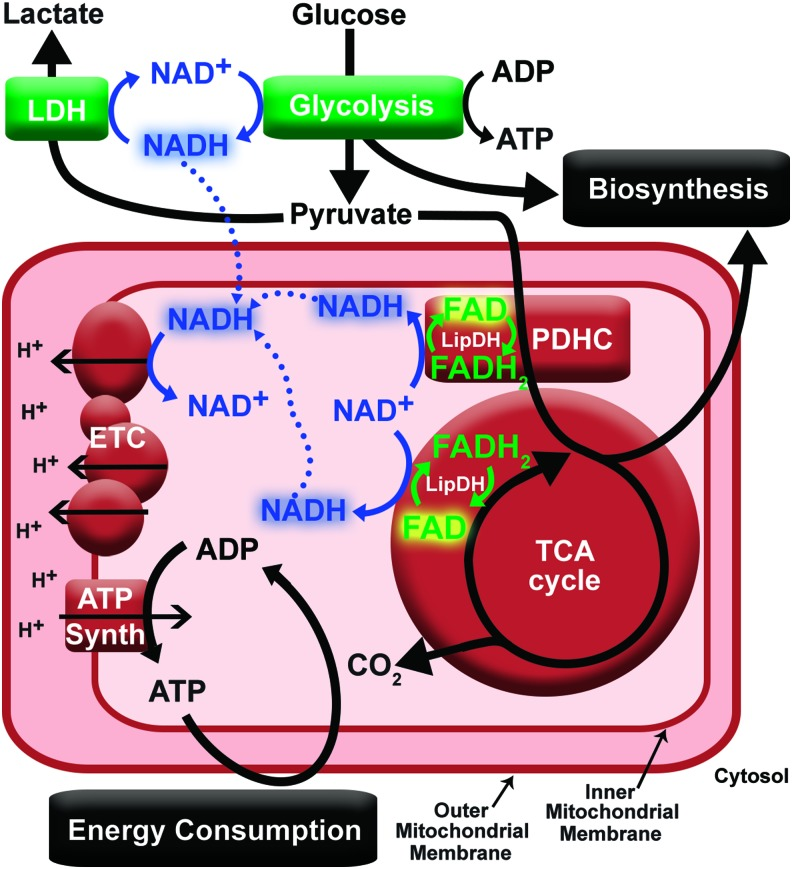 Lactate
Glucose
NAD+
ADP
LDH
Glycolysis
NADH
ATP
Biosynthesis
Pyruvate
NADH
NADH
FAD
LipDH
FADH2
PDHC
H+
NAD+
NAD+
H+
ETC
FADH2
LipDH
FAD
H+
NADH
H+
ADP
TCA
cycle
H+
ATP
Synth
H+
CO2
ATP
Cytosol
Energy Consumption
Outer
Mitochondrial
Membrane
Inner
Mitochondrial
Membrane